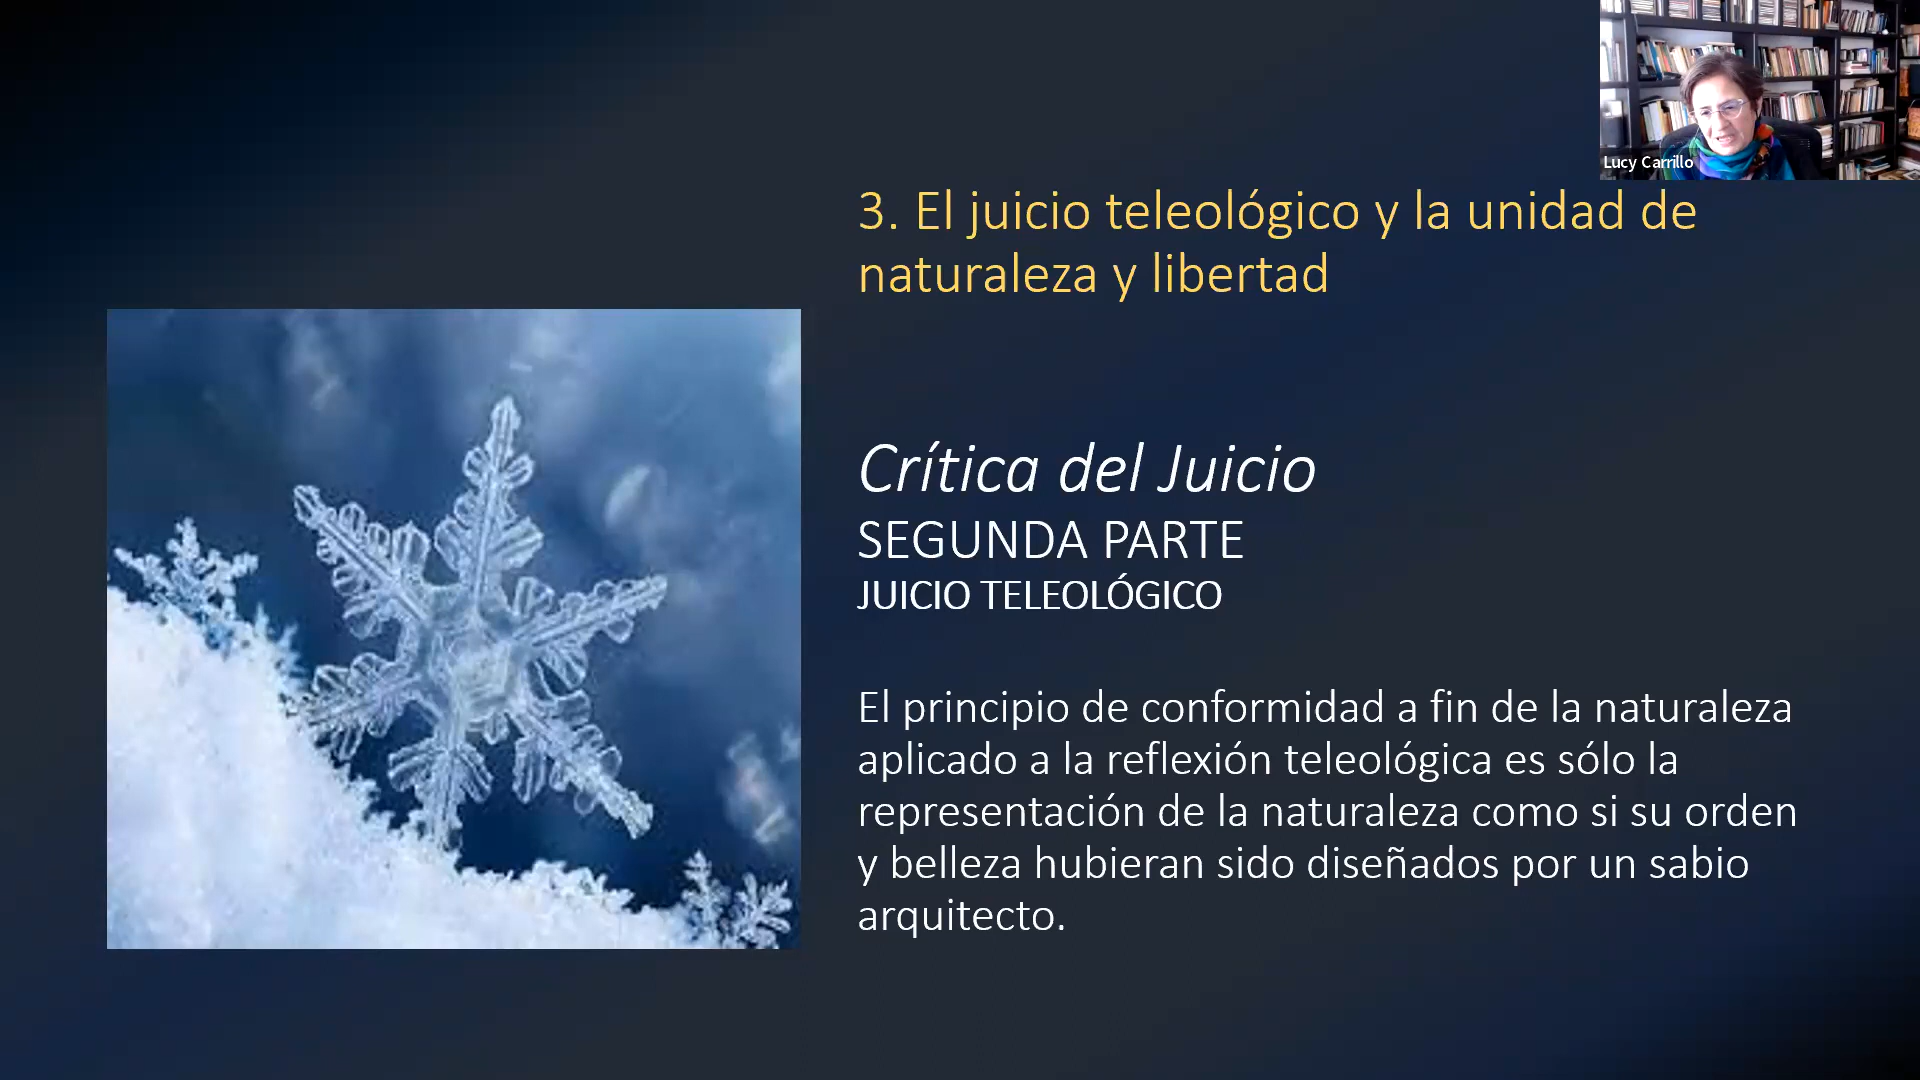 Lucy Carrillo
3. El juicio teleológico y la unidad de
naturaleza y libertad
Crítica del Juicio
SEGUNDA PARTE
JUICIO TELEOLÓGICO
El principio de conformidad a fin de la naturaleza
aplicado a la reflexión teleológica es sólo la
representación de la naturaleza como si su orden
y belleza hubieran sido diseñados por un sabio
arquitecto.